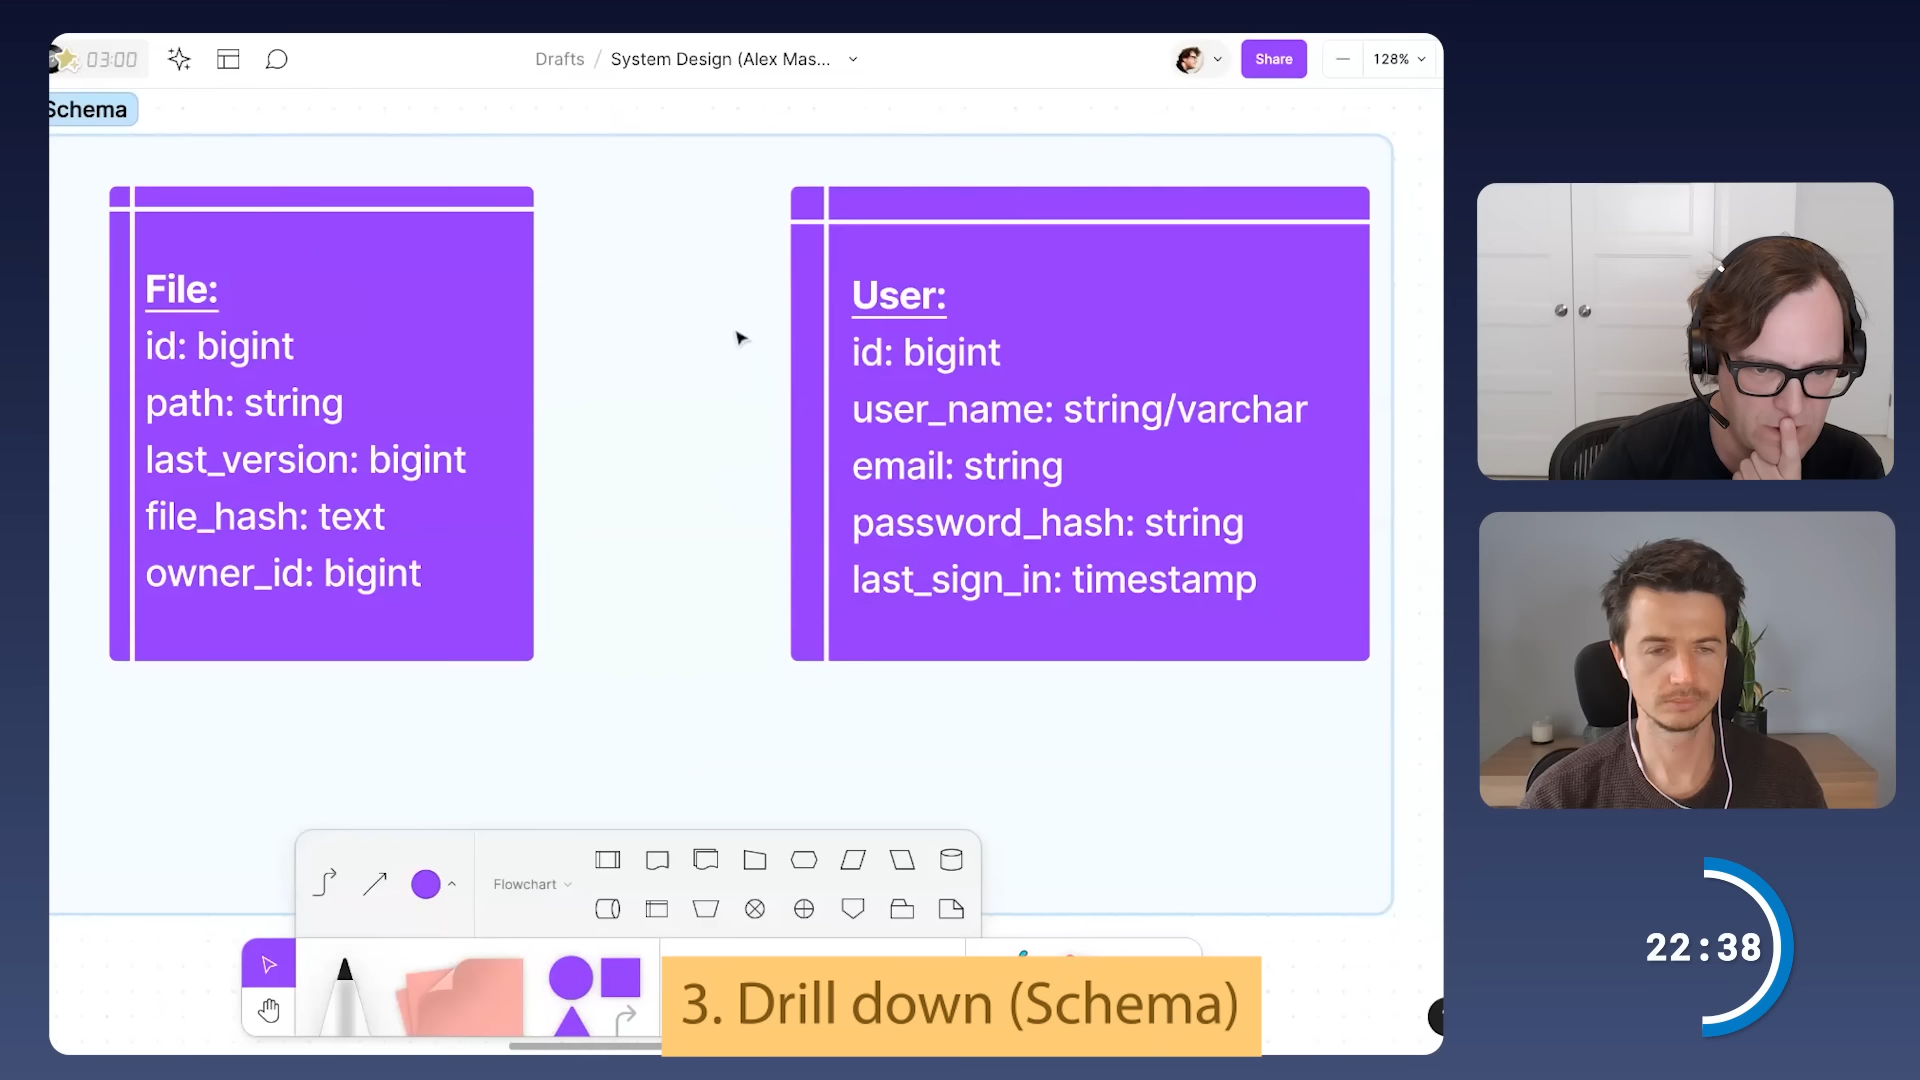 03:00
Drafts / System Design (Alex Mas...
Share
128%
Schema
File:
id: bigint
path: string
last_version: bigint
file_hash: text
owner_id: bigint
User:
id: bigint
user_name: string/varchar
email: string
password_hash: string
last_sign_in: timestamp
Flowchart
3. Drill down (Schema)
22:38